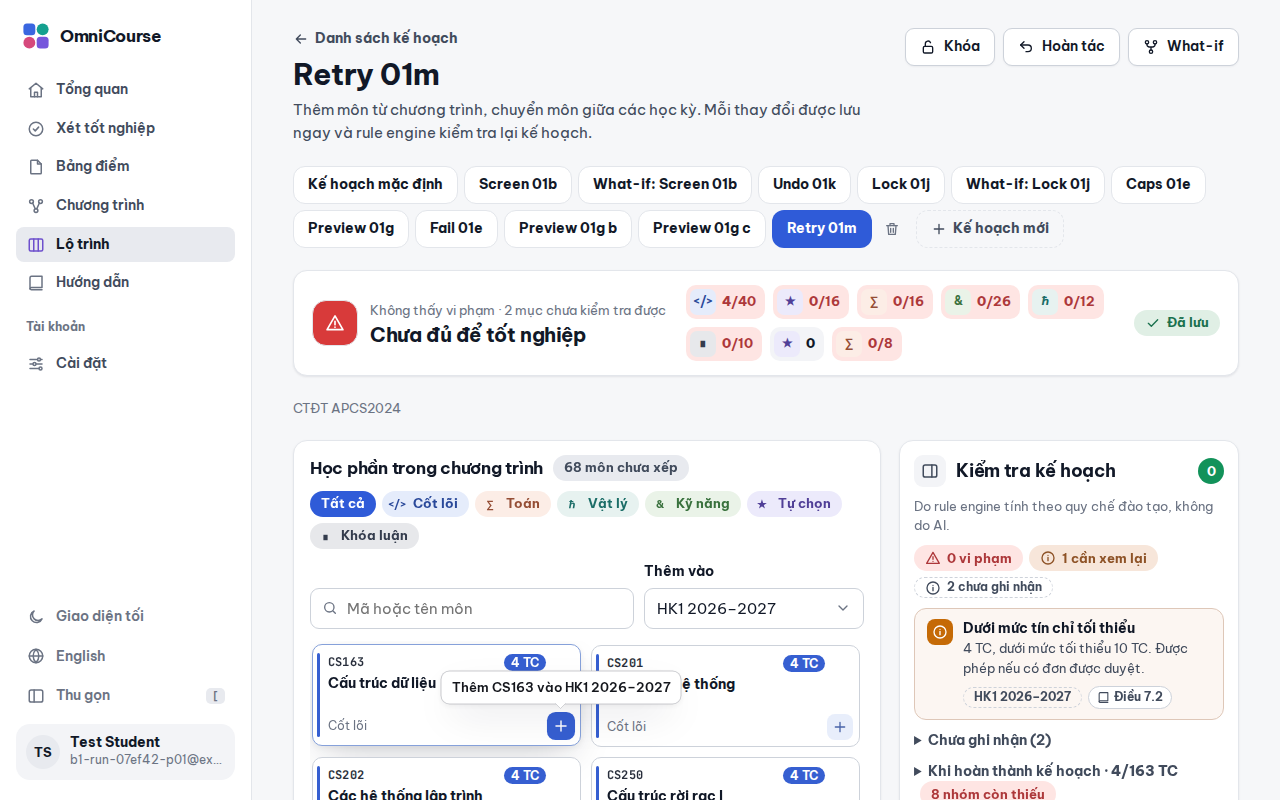 OmniCourse
Tổng quan
Xét tốt nghiệp
Bảng điểm
Chương trình
Lộ trình
Hướng dẫn
Tài khoản
Cài đặt
Giao diện tối
English
Thu gọn
[
TS
Test Student
b1-run-07ef42-p01@ex...
Danh sách kế hoạch
Khóa
Hoàn tác
What-if
Retry 01m
Thêm môn từ chương trình, chuyển môn giữa các học kỳ. Mỗi thay đổi được lưu
ngay và rule engine kiểm tra lại kế hoạch.
Kế hoạch mặc định
Screen 01b
What-if: Screen 01b
Undo 01k
Lock 01j
What-if: Lock 01j
Caps 01e
Preview 01g
Fail 01e
Preview 01g b
Preview 01g c
Retry 01m
Kế hoạch mới
Không thấy vi phạm · 2 mục chưa kiểm tra được
Chưa đủ để tốt nghiệp
</> 4/40
★ 0/16
∑ 0/16
& 0/26
ħ 0/12
0/10
★ 0
∑ 0/8
Đã lưu
CTĐT APCS2024
Học phần trong chương trình
68 môn chưa xếp
Tất cả
</> Cốt lõi
∑ Toán
ħ Vật lý
& Kỹ năng
★ Tự chọn
Khóa luận
Thêm vào
Mã hoặc tên môn
HK1 2026–2027
CS163
4 TC
Cấu trúc dữ liệu
Cốt lõi
Thêm CS163 vào HK1 2026–2027
CS201
4 TC
ệ thống
Cốt lõi
CS202
4 TC
Các hệ thống lập trình
CS250
4 TC
Cấu trúc rời rạc I
Kiểm tra kế hoạch
0
Do rule engine tính theo quy chế đào tạo, không
do AI.
0 vi phạm
1 cần xem lại
2 chưa ghi nhận
Dưới mức tín chỉ tối thiểu
4 TC, dưới mức tối thiểu 10 TC. Được
phép nếu có đơn được duyệt.
HK1 2026–2027
Điều 7.2
Chưa ghi nhận (2)
Khi hoàn thành kế hoạch · 4/163 TC
8 nhóm còn thiếu